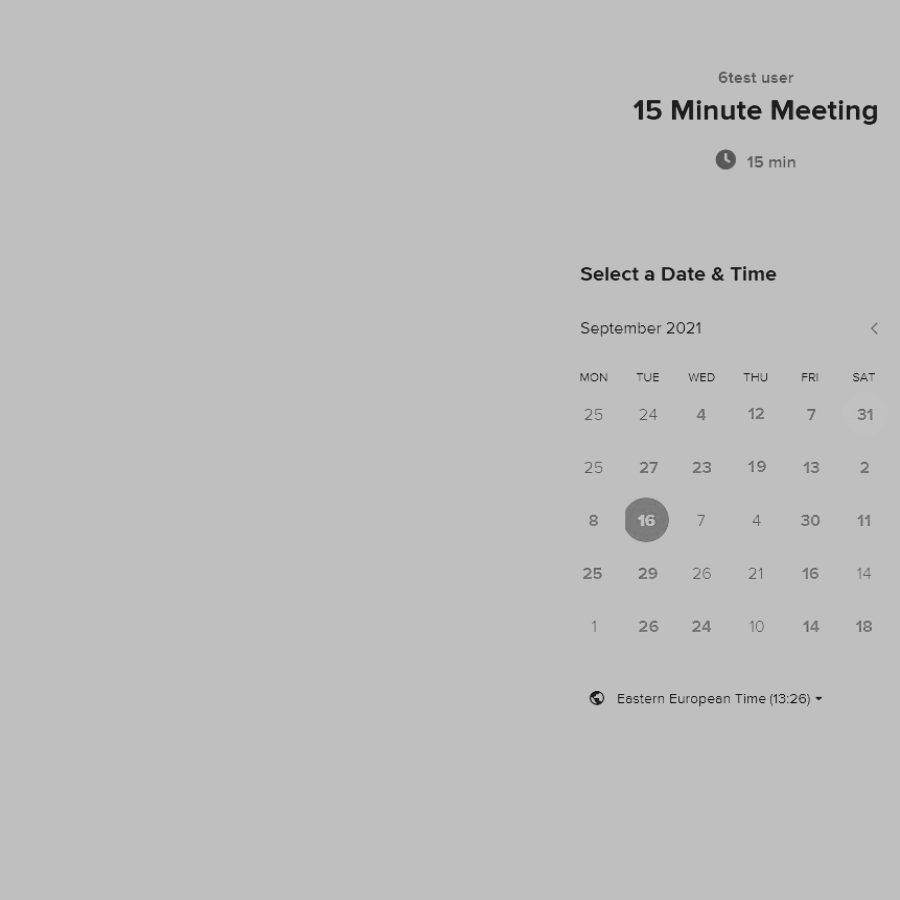 6test user
15 Minute Meeting
15 min
Select a Date & Time
September 2021
MON TUE WED THU FRI SAT
25 24 4 12 7 31
25 27 23 19 13 2
8 16 7 4 30 11
25 29 26 21 16 14
1 26 24 10 14 18
Eastern European Time (13:26)